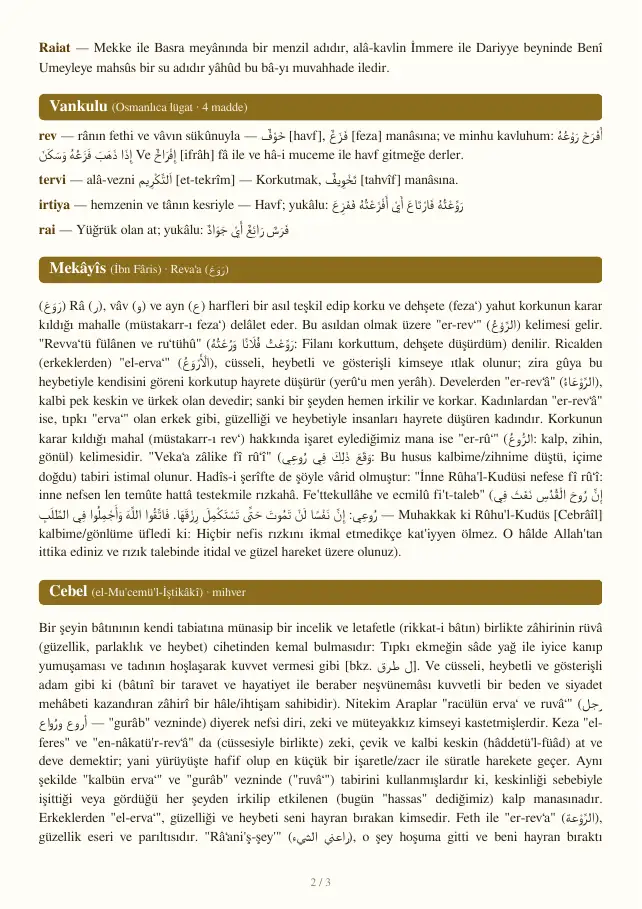 Raiat — Mekke ile Basra meyânında bir menzil adıdır, alâ-kavlin İmmere ile Dariyye beyninde Benî
Umeyleye mahsûs bir su adıdır yâhûd bu bâ-yı muvahhade iledir.
Vankulu (Osmanlıca lügat · 4 madde)
rev — rânın fethi ve vâvın sükûnuyla — خَوْفٌ [havf], فَزَعٌ [feza] manâsına; ve minhu kavluhum: أَفْرَخَ رَوْعُهُ
إِذَا ذَهَبَ فَزَعُهُ وَسَكَنَ Ve إِفْرَاخٌ [ifrâh] fâ ile ve hâ-i muceme ile havf gitmeğe derler.
tervi — alâ-vezni اَلتَّكْرِيم [et-tekrîm] — Korkutmak, تَخْوِيفٌ [tahvîf] manâsına.
irtiya — hemzenin ve tânın kesriyle — Havf; yukâlu: رَوَّعْتُهُ فَارْتَاعَ أَيْ أَفْزَعْتُهُ فَفَزِعَ
rai — Yüğrük olan at; yukâlu: فَرَسٌ رَائِعٌ أَيْ جَوَادٌ
Mekâyîs (İbn Fâris) · Reva'a (رَوَعَ)
(رَوَعَ) Râ (ر), vâv (و) ve ayn (ع) harfleri bir asıl teşkil edip korku ve dehşete (feza‘) yahut korkunun karar
kıldığı mahalle (müstakarr-ı feza‘) delâlet eder. Bu asıldan olmak üzere "er-rev‘" (الرَّوْعُ) kelimesi gelir.
"Revva‘tü fülânen ve ru‘tühû" (رَوَّعْتُ فُلَانًا وَرُعْتُهُ: Filanı korkuttum, dehşete düşürdüm) denilir. Ricalden
(erkeklerden) "el-erva‘" (الْأَرْوَعُ), cüsseli, heybetli ve gösterişli kimseye ıtlak olunur; zira gûya bu
heybetiyle kendisini göreni korkutup hayrete düşürür (yerû‘u men yerâh). Develerden "er-rev‘â" (الرَّوْعَاءُ),
kalbi pek keskin ve ürkek olan devedir; sanki bir şeyden hemen irkilir ve korkar. Kadınlardan "er-rev‘â"
ise, tıpkı "erva‘" olan erkek gibi, güzelliği ve heybetiyle insanları hayrete düşüren kadındır. Korkunun
karar kıldığı mahal (müstakarr-ı rev‘) hakkında işaret eylediğimiz mana ise "er-rû‘" (الرُّوعُ: kalp, zihin,
gönül) kelimesidir. "Veka'a zâlike fî rû‘î" (وَقَعَ ذَلِكَ فِي رُوعِي: Bu husus kalbime/zihnime düştü, içime
doğdu) tabiri istimal olunur. Hadîs-i şerîfte de şöyle vârid olmuştur: "İnne Rûha'l-Kudüsi nefese fî rû‘î:
inne nefsen len temûte hattâ testekmile rızkahâ. Fe'ttekullâhe ve ecmilû fi't-taleb" (إِنَّ رُوحَ الْقُدُسِ نَفَثَ فِي
رُوعِي: إِنَّ نَفْسًا لَنْ تَمُوتَ حَتَّى تَسْتَكْمِلَ رِزْقَهَا. فَاتَّقُوا اللَّهَ وَأَجْمِلُوا فِي الطَّلَبِ — Muhakkak ki Rûhu'l-Kudüs [Cebrâîl]
kalbime/gönlüme üfledi ki: Hiçbir nefis rızkını ikmal etmedikçe kat'iyyen ölmez. O hâlde Allah'tan
ittika ediniz ve rızık talebinde itidal ve güzel hareket üzere olunuz).
Cebel (el-Mu'cemü'l-İştikâkî) · mihver
Bir şeyin bâtınının kendi tabiatına münasip bir incelik ve letafetle (rikkat-i bâtın) birlikte zâhirinin rüvâ
(güzellik, parlaklık ve heybet) cihetinden kemal bulmasıdır: Tıpkı ekmeğin sâde yağ ile iyice kanıp
yumuşaması ve tadının hoşlaşarak kuvvet vermesi gibi [bkz. ل طرق]. Ve cüsseli, heybetli ve gösterişli
adam gibi ki (bâtınî bir taravet ve hayatiyet ile beraber neşvünemâsı kuvvetli bir beden ve siyadet
mehâbeti kazandıran zâhirî bir hâle/ihtişam sahibidir). Nitekim Araplar "racülün erva‘ ve ruvâ‘" (رجل
أروع ورُواع — "gurâb" vezninde) diyerek nefsi diri, zeki ve müteyakkız kimseyi kastetmişlerdir. Keza "el-
feres" ve "en-nâkatü'r-rev‘â" da (cüssesiyle birlikte) zeki, çevik ve kalbi keskin (hâddetü'l-füâd) at ve
deve demektir; yani yürüyüşte hafif olup en küçük bir işaretle/zacr ile süratle harekete geçer. Aynı
şekilde "kalbün erva‘" ve "gurâb" vezninde ("ruvâ‘") tabirini kullanmışlardır ki, keskinliği sebebiyle
işittiği veya gördüğü her şeyden irkilip etkilenen (bugün "hassas" dediğimiz) kalp manasınadır.
Erkeklerden "el-erva‘", güzelliği ve heybeti seni hayran bırakan kimsedir. Feth ile "er-rev‘a" (الرَّوْعة),
güzellik eseri ve parıltısıdır. "Râ‘ani'ş-şey'" (راعني الشيء), o şey hoşuma gitti ve beni hayran bıraktı
2 / 3